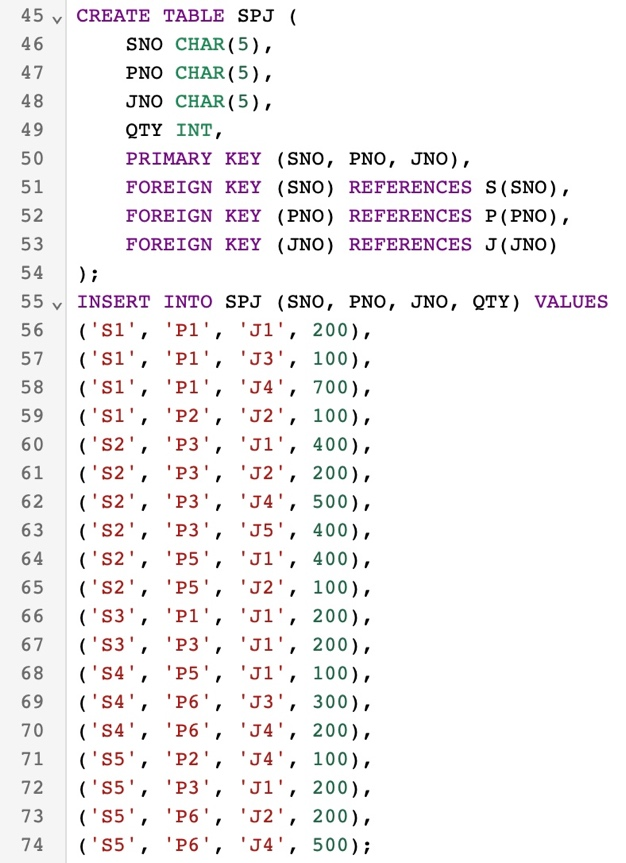 45 CREATE TABLE SPJ (
46 SNO CHAR(5),
47 PNO CHAR(5),
48 JNO CHAR(5),
49 QTY INT,
50 PRIMARY KEY (SNO, PNO, JNO),
51 FOREIGN KEY (SNO) REFERENCES S(SNO),
52 FOREIGN KEY (PNO) REFERENCES P(PNO),
53 FOREIGN KEY (JNO) REFERENCES J(JNO)
54 );
55 INSERT INTO SPJ (SNO, PNO, JNO, QTY) VALUES
56 ('S1', 'P1', 'J1', 200),
57 ('S1', 'P1', 'J3', 100),
58 ('S1', 'P1', 'J4', 700),
59 ('S1', 'P2', 'J2', 100),
60 ('S2', 'P3', 'J1', 400),
61 ('S2', 'P3', 'J2', 200),
62 ('S2', 'P3', 'J4', 500),
63 ('S2', 'P3', 'J5', 400),
64 ('S2', 'P5', 'J1', 400),
65 ('S2', 'P5', 'J2', 100),
66 ('S3', 'P1', 'J1', 200),
67 ('S3', 'P3', 'J1', 200),
68 ('S4', 'P5', 'J1', 100),
69 ('S4', 'P6', 'J3', 300),
70 ('S4', 'P6', 'J4', 200),
71 ('S5', 'P2', 'J4', 100),
72 ('S5', 'P3', 'J1', 200),
73 ('S5', 'P6', 'J2', 200),
74 ('S5', 'P6', 'J4', 500);